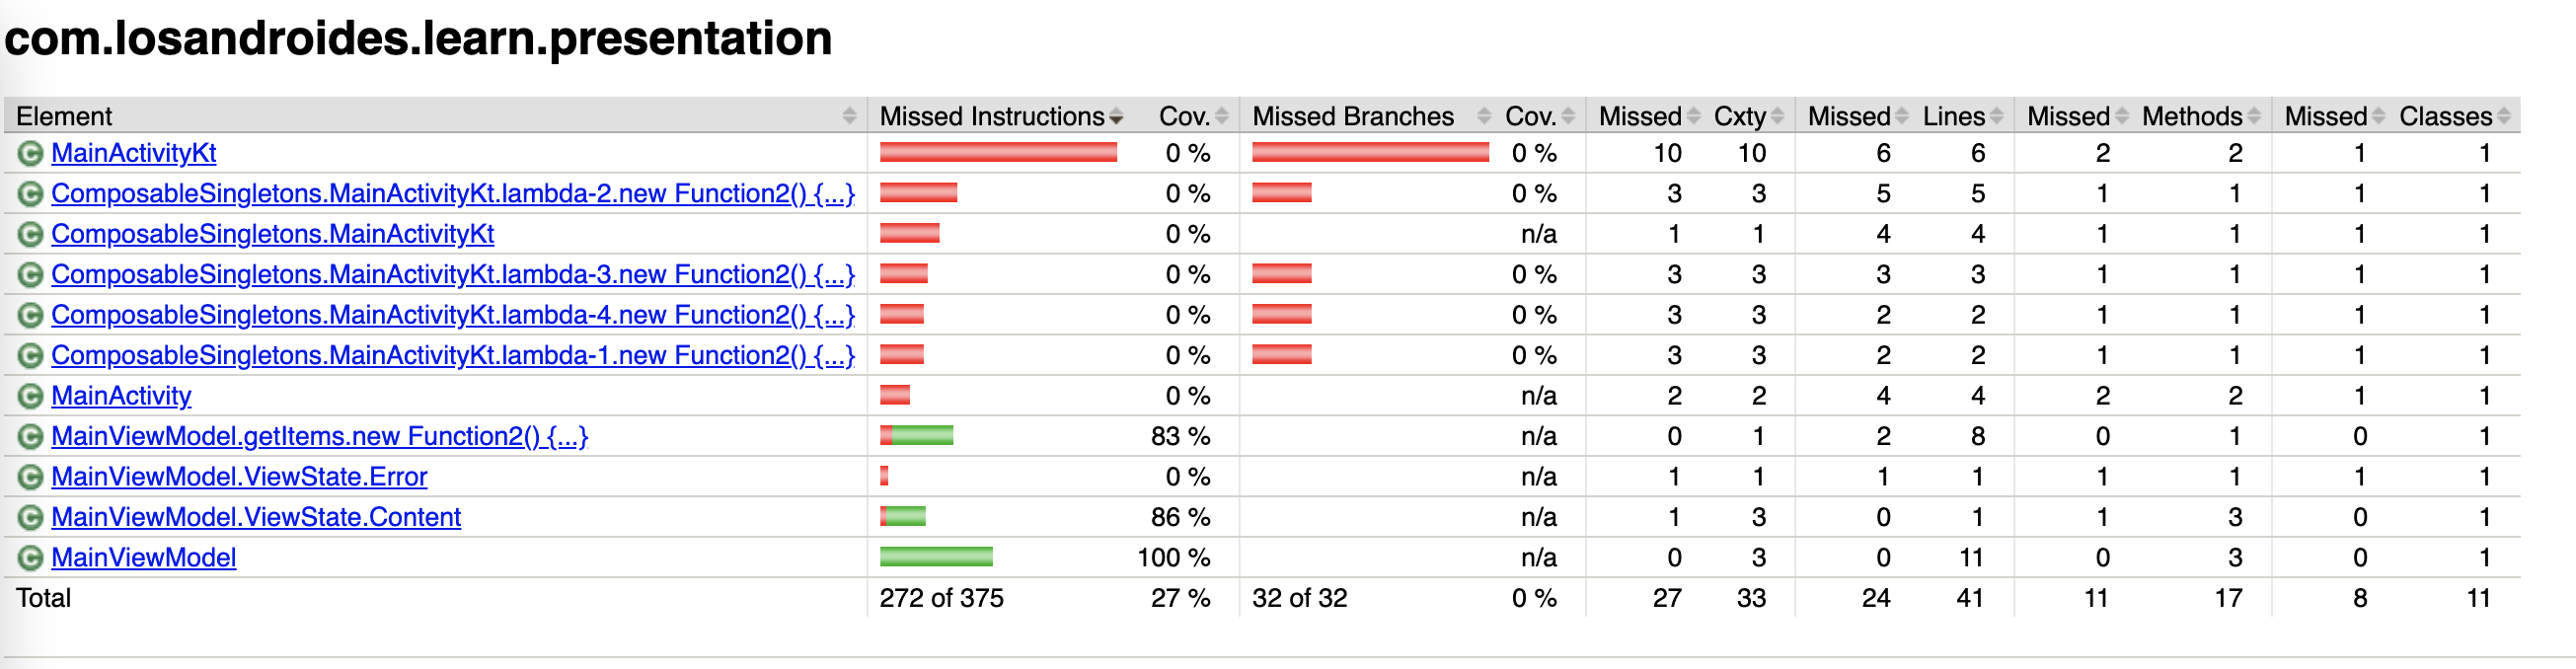 com.losandroides.learn.presentation
Element Missed Instructions Cov. Missed Branches Cov. Missed Cxty Missed Lines Missed Methods Missed Classes
MainActivityKt 0 % 0 % 10 10 6 6 2 2 1 1
ComposableSingletons.MainActivityKt.lambda-2.new Function2() {...} 0 % 0 % 3 3 5 5 1 1 1 1
ComposableSingletons.MainActivityKt 0 % n/a 1 1 4 4 1 1 1 1
ComposableSingletons.MainActivityKt.lambda-3.new Function2() {...} 0 % 0 % 3 3 3 3 1 1 1 1
ComposableSingletons.MainActivityKt.lambda-4.new Function2() {...} 0 % 0 % 3 3 2 2 1 1 1 1
ComposableSingletons.MainActivityKt.lambda-1.new Function2() {...} 0 % 0 % 3 3 2 2 1 1 1 1
MainActivity 0 % n/a 2 2 4 4 2 2 1 1
MainViewModel.getItems.new Function2() {...} 83 % n/a 0 1 2 8 0 1 0 1
MainViewModel.ViewState.Error 0 % n/a 1 1 1 1 1 1 1 1
MainViewModel.ViewState.Content 86 % n/a 1 3 0 1 1 3 0 1
MainViewModel 100 % n/a 0 3 0 11 0 3 0 1
Total 272 of 375 27 % 32 of 32 0 % 27 33 24 41 11 17 8 11